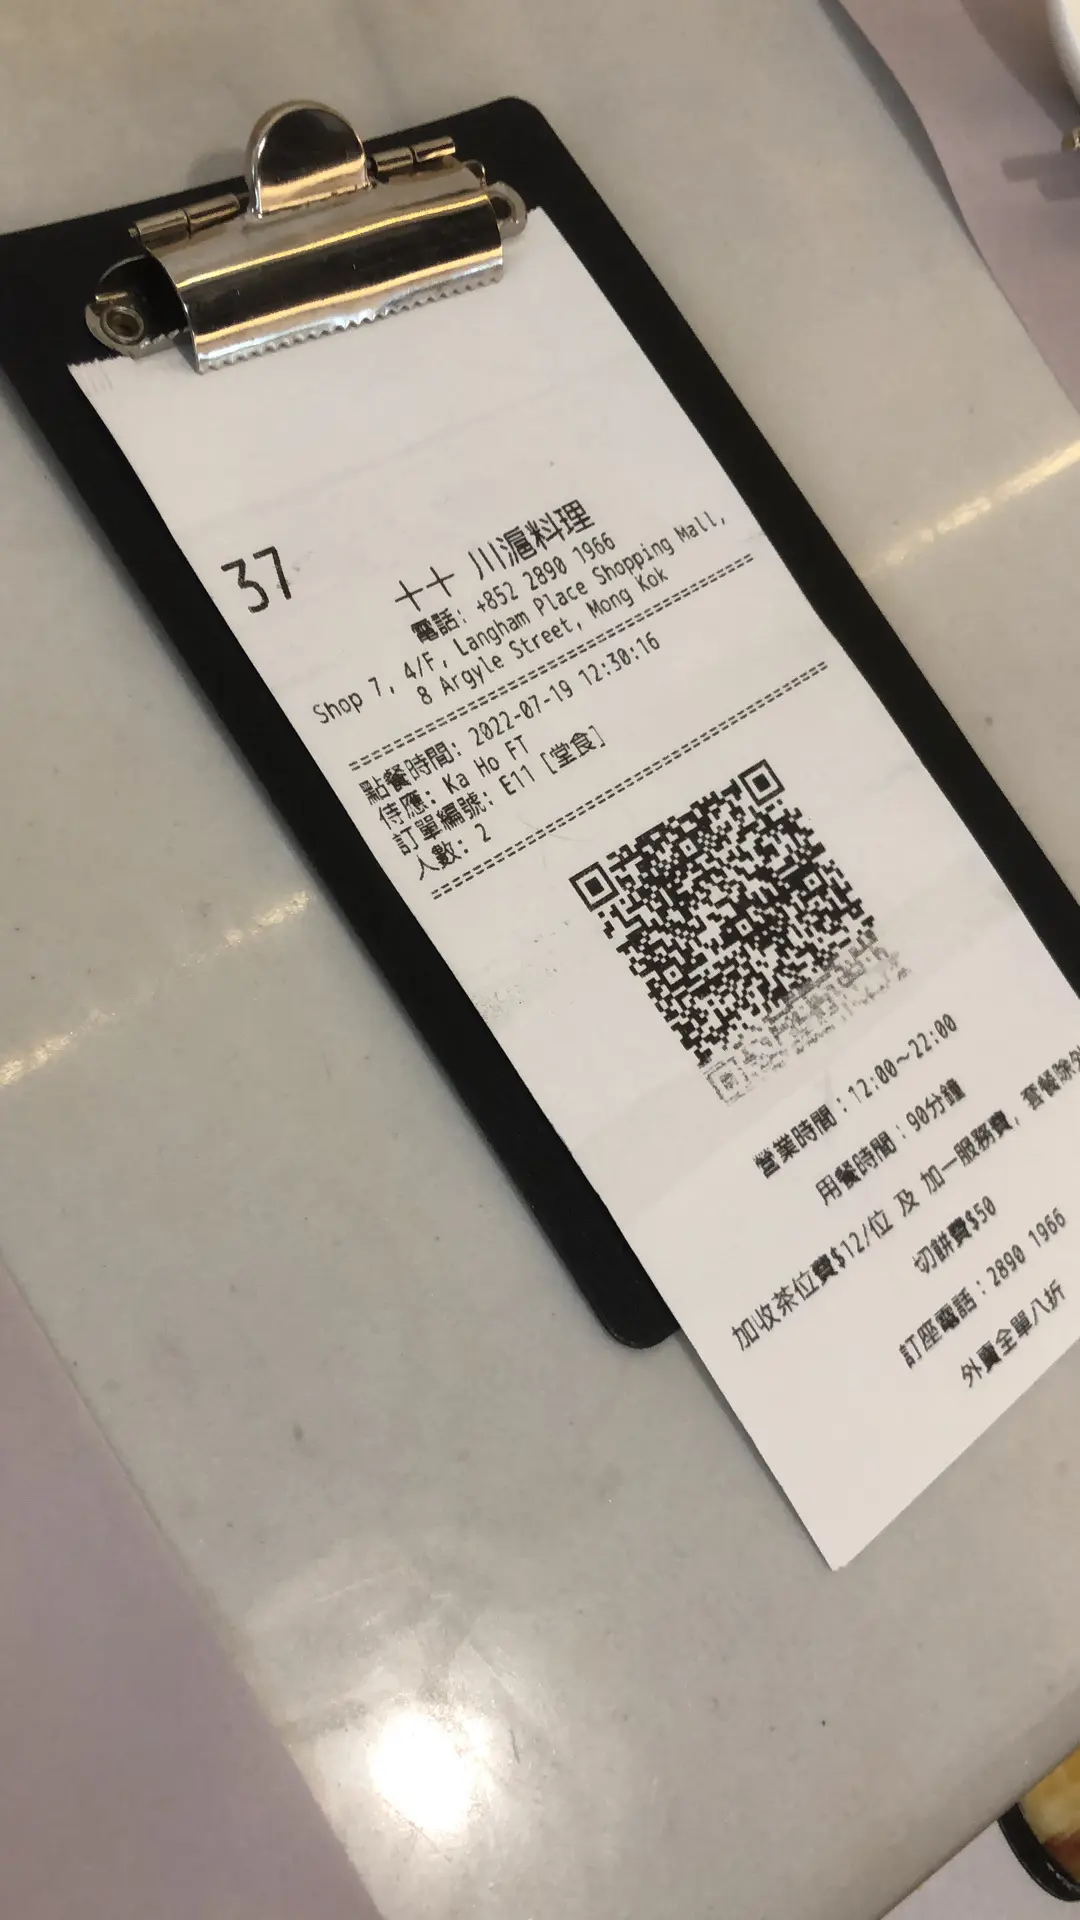 37
十十 川滬料理
電話: +852 2890 1966
Shop 7, 4/F, Langham Place Shopping Mall,
8 Argyle Street, Mong Kok
點餐時間: 2022-07-19 12:30:16
侍應: Ka Ho FT
訂單編號: E11 [堂食]
人數: 2
營業時間：12:00～22:00
用餐時間：90分鐘
加收茶位費$12/位 及 加一服務費, 套餐除外
切餅費$50
訂座電話：2890 1966
外賣全單八折